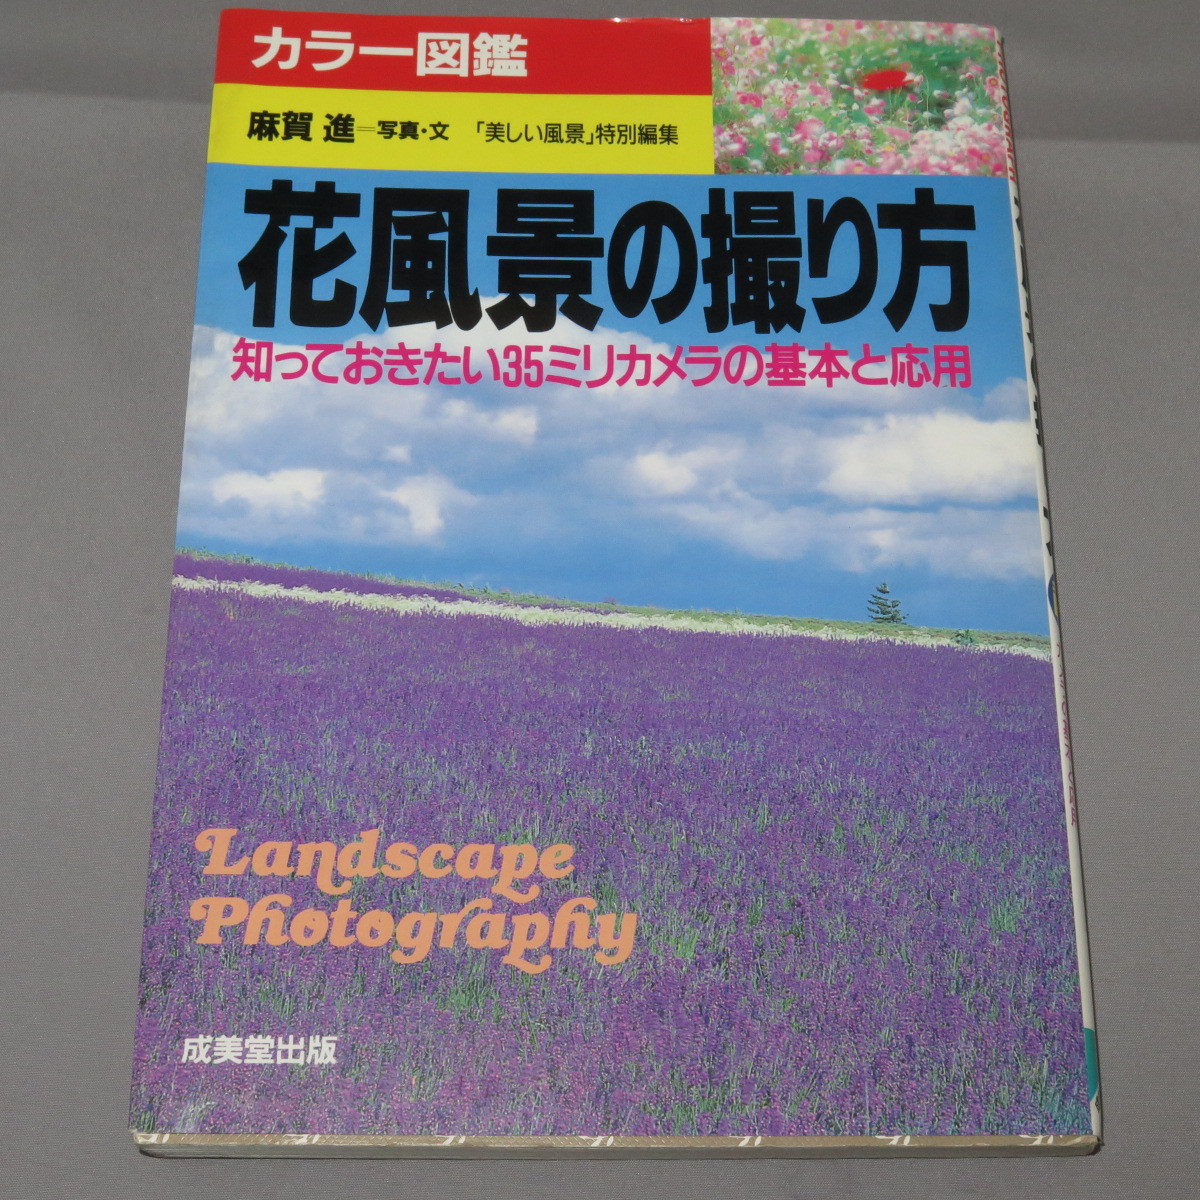 カラー図鑑
麻賀 進=写真・文 「美しい風景」特別編集
花風景の撮り方
知っておきたい35ミリカメラの基本と応用
Landscape
Photography
成美堂出版